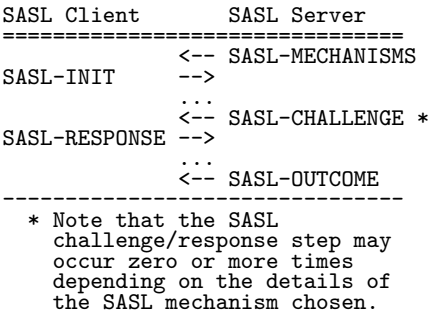 SASL Client      SASL Server
================================
              <-- SASL-MECHANISMS
SASL-INIT     -->
              ...
              <-- SASL-CHALLENGE *
SASL-RESPONSE -->
              ...
              <-- SASL-OUTCOME
--------------------------------
  * Note that the SASL
    challenge/response step may
    occur zero or more times
    depending on the details of
    the SASL mechanism chosen.